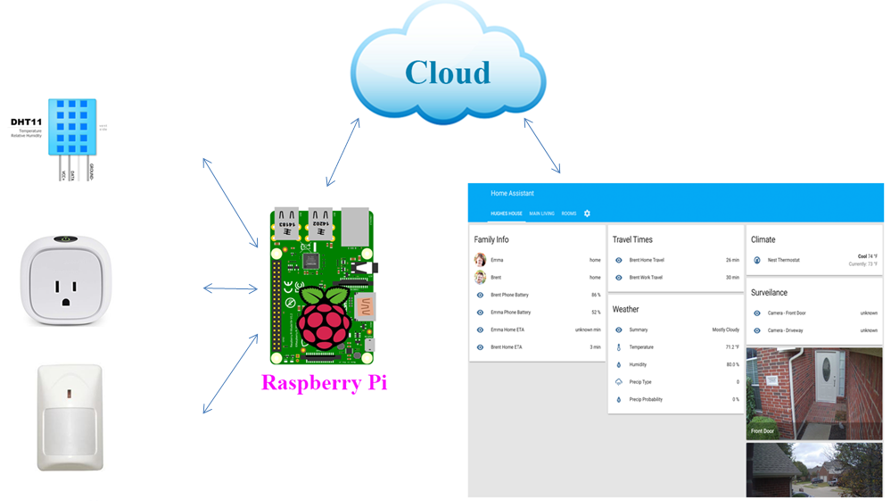 Cloud
DHT11
Temperature
Relative Humidity
VCC+
DATA
GROUND-
14163
14202
Raspberry Pi
Home Assistant
HUGHES HOUSE MAIN LIVING ROOMS
Family Info
Emma home
Brent home
Brent Phone Battery 86 %
Emma Phone Battery 52 %
Emma Home ETA unknown min
Brent Home ETA 3 min
Travel Times
Brent Home Travel 26 min
Brent Work Travel 30 min
Weather
Summary Mostly Cloudy
Temperature 71.2 °F
Humidity 80.0 %
Precip Type 0
Precip Probability 0 %
Climate
Nest Thermostat Cool 74 °F
Currently: 73 °F
Surveilance
Camera - Front Door unknown
Camera - Driveway unknown
Front Door